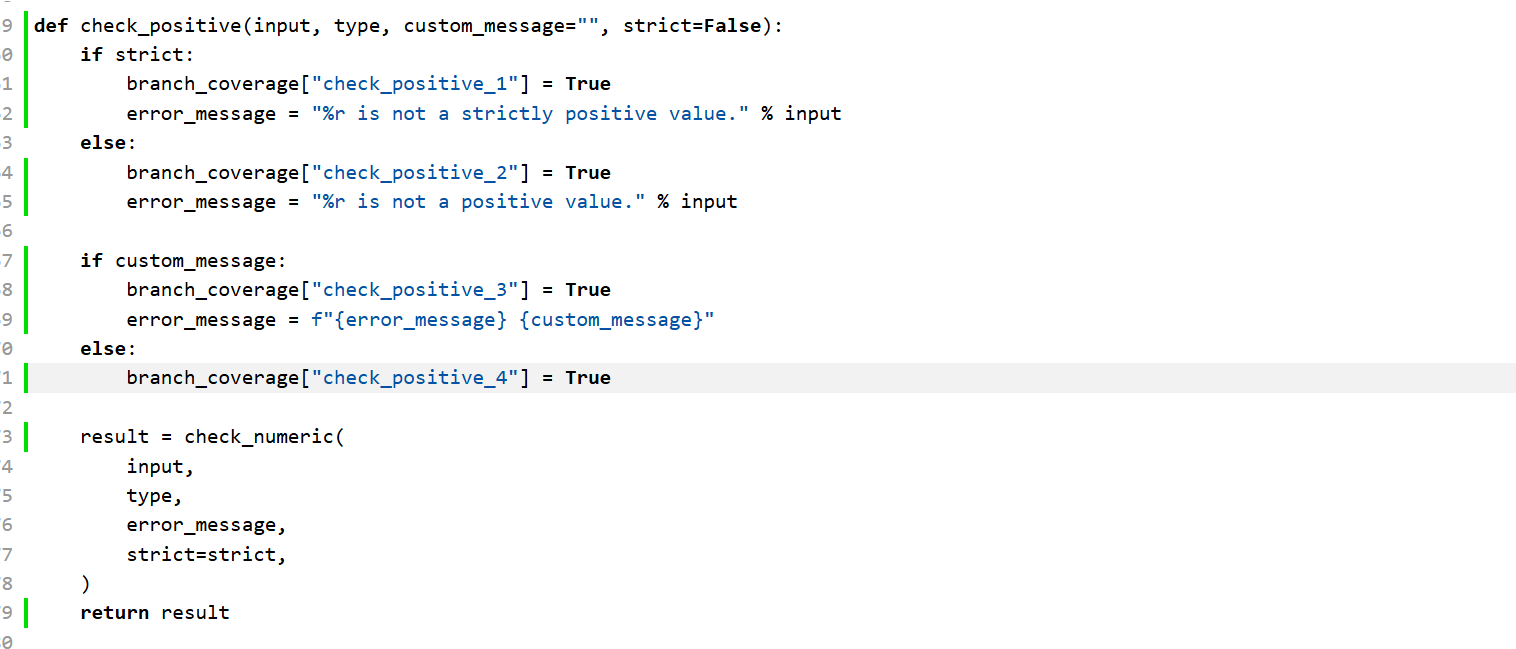 9 def check_positive(input, type, custom_message="", strict=False):
0     if strict:
1         branch_coverage["check_positive_1"] = True
2         error_message = "%r is not a strictly positive value." % input
3     else:
4         branch_coverage["check_positive_2"] = True
5         error_message = "%r is not a positive value." % input
6
7     if custom_message:
8         branch_coverage["check_positive_3"] = True
9         error_message = f"{error_message} {custom_message}"
0     else:
1         branch_coverage["check_positive_4"] = True
2
3     result = check_numeric(
4         input,
5         type,
6         error_message,
7         strict=strict,
8     )
9     return result
0